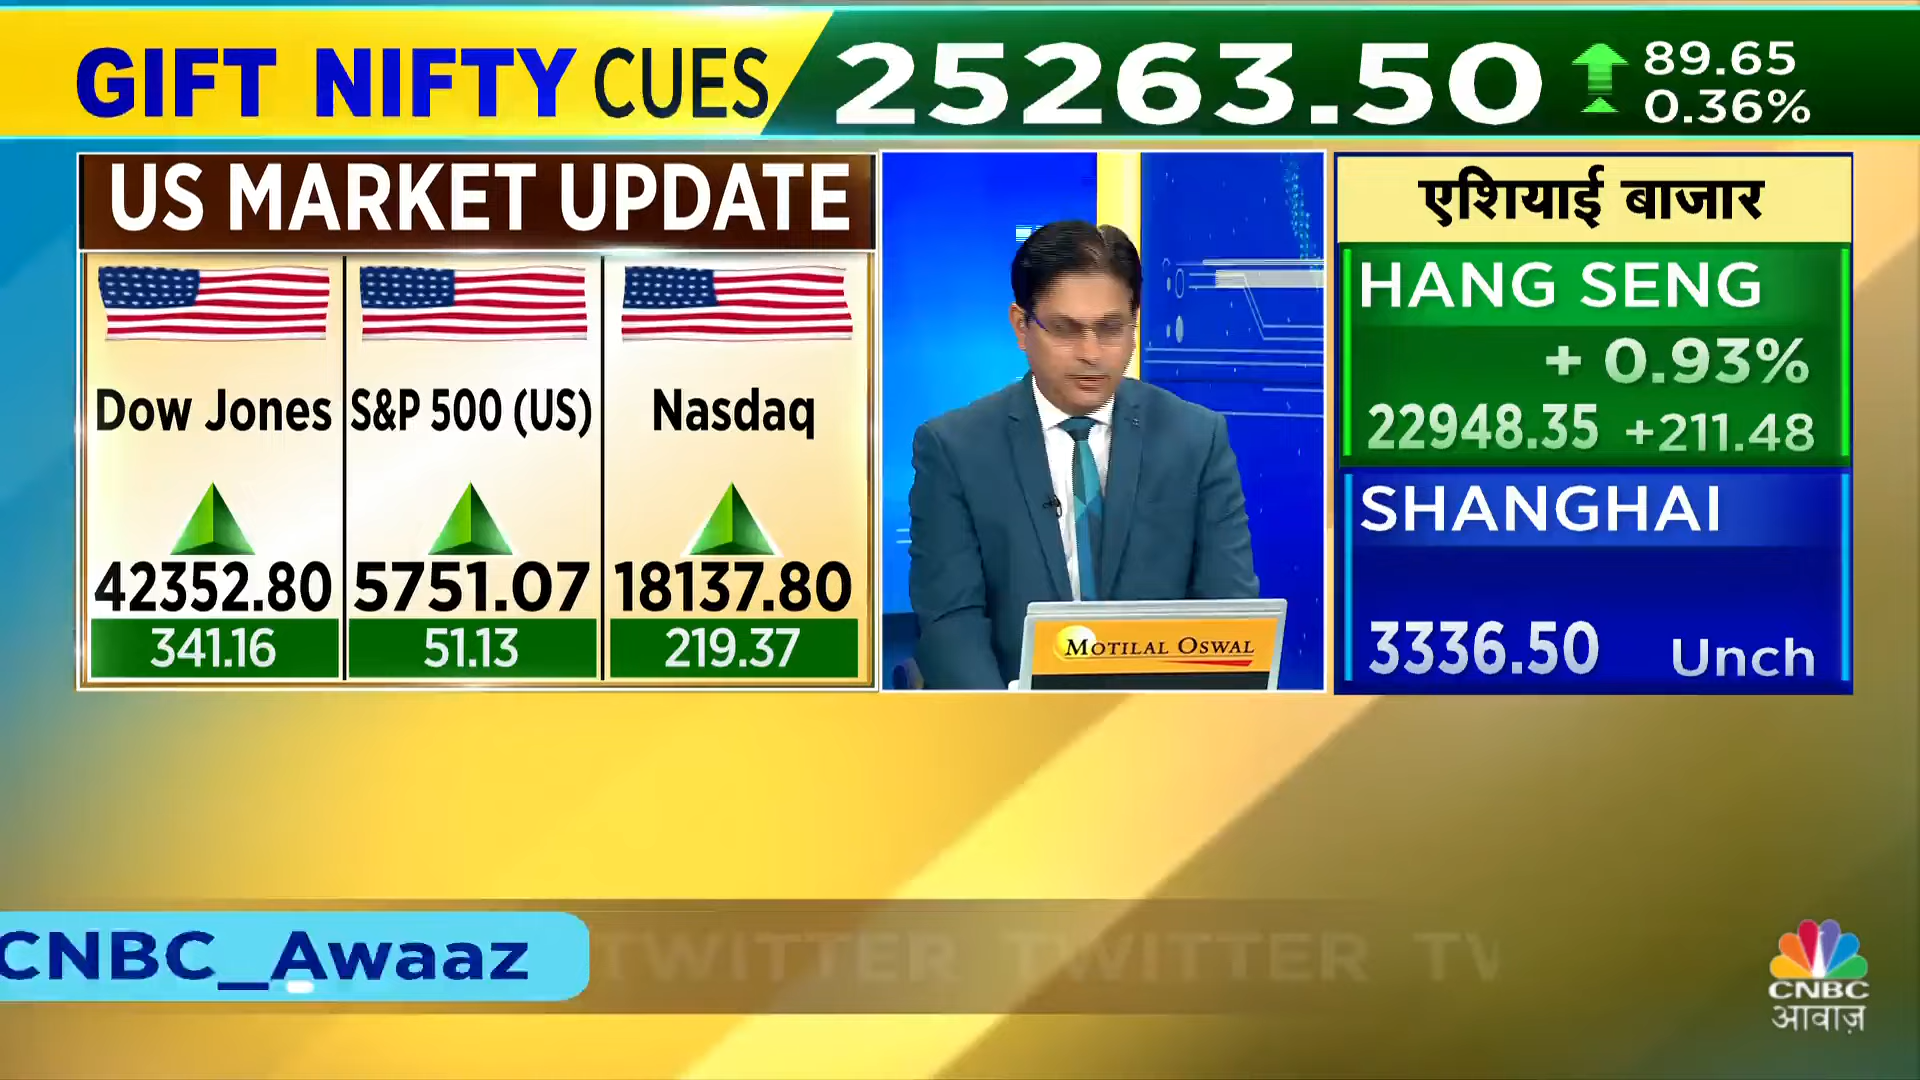 GIFT NIFTY CUES
25263.50
89.65
0.36%
US MARKET UPDATE
Dow Jones
42352.80
341.16
S&P 500 (US)
5751.07
51.13
Nasdaq
18137.80
219.37
MOTILAL OSWAL
एशियाई बाजार
HANG SENG
+ 0.93%
22948.35 +211.48
SHANGHAI
3336.50 Unch
CNBC_Awaaz
TWITTER TWITTER TW
CNBC
आवाज़